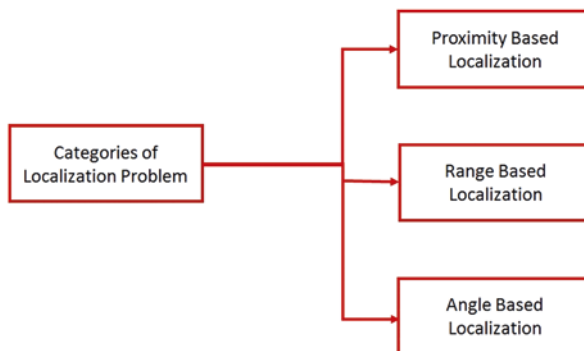 Proximity Based
Localization
Categories of
Localization Problem
Range Based
Localization
Angle Based
Localization